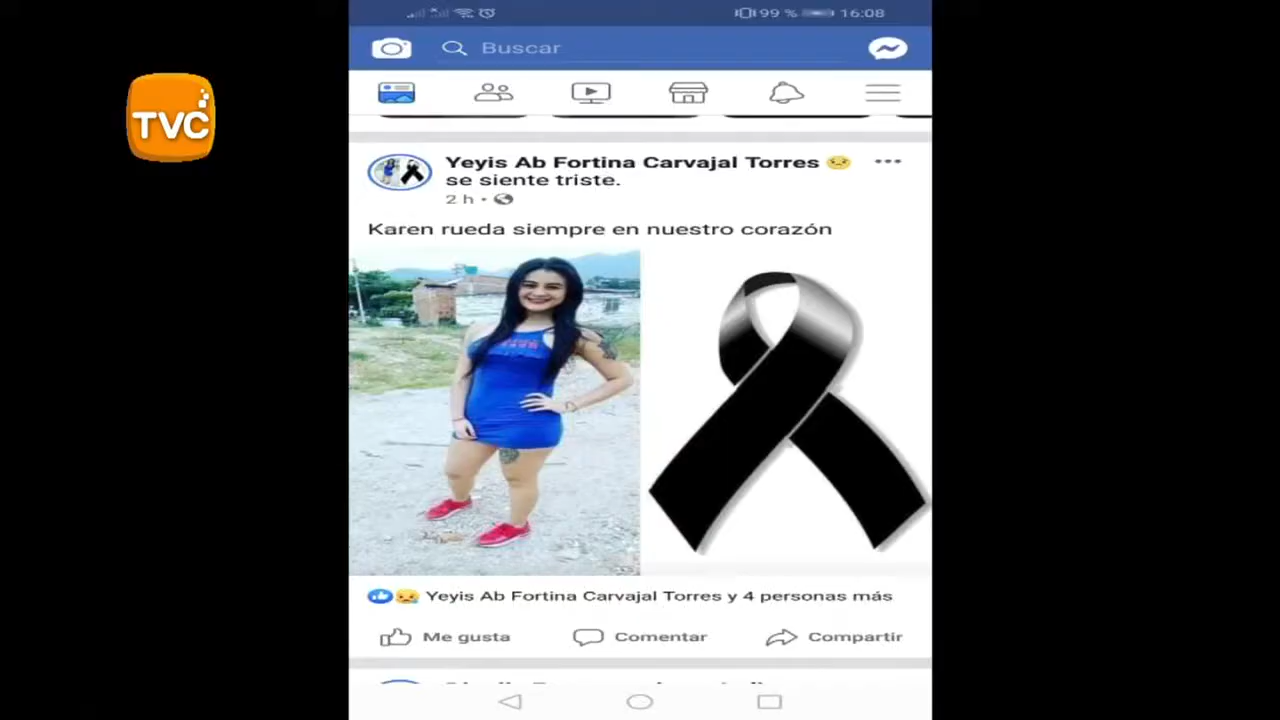 99 % 16:08
Buscar
TVC
Yeyis Ab Fortina Carvajal Torres
se siente triste.
2 h
Karen rueda siempre en nuestro corazón
Yeyis Ab Fortina Carvajal Torres y 4 personas más
Me gusta Comentar Compartir